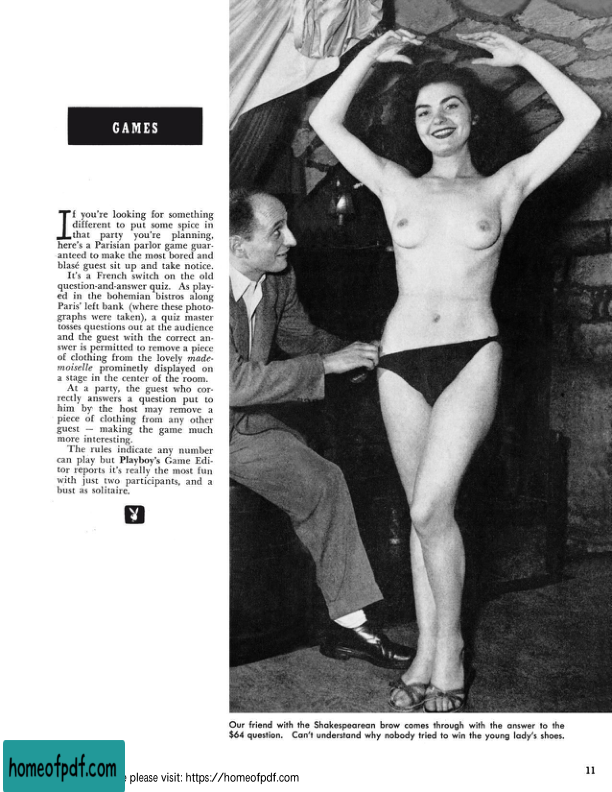 GAMES
If you're looking for something
different to put some spice in
that party you're planning,
here's a Parisian parlor game guar-
anteed to make the most bored and
blasé guest sit up and take notice.
It's a French switch on the old
question-and-answer quiz. As play-
ed in the bohemian bistros along
Paris' left bank (where these photo-
graphs were taken), a quiz master
tosses questions out at the audience
and the guest with the correct an-
swer is permitted to remove a piece
of clothing from the lovely made-
moiselle prominetly displayed on
a stage in the center of the room.
At a party, the guest who cor-
rectly answers a question put to
him by the host may remove a
piece of clothing from any other
guest — making the game much
more interesting.
The rules indicate any number
can play but Playboy's Game Edi-
tor reports it's really the most fun
with just two participants, and a
bust as solitaire.
Our friend with the Shakespearean brow comes through with the answer to the
$64 question. Can't understand why nobody tried to win the young lady's shoes.
11
homeofpdf.com
please visit: https://homeofpdf.com